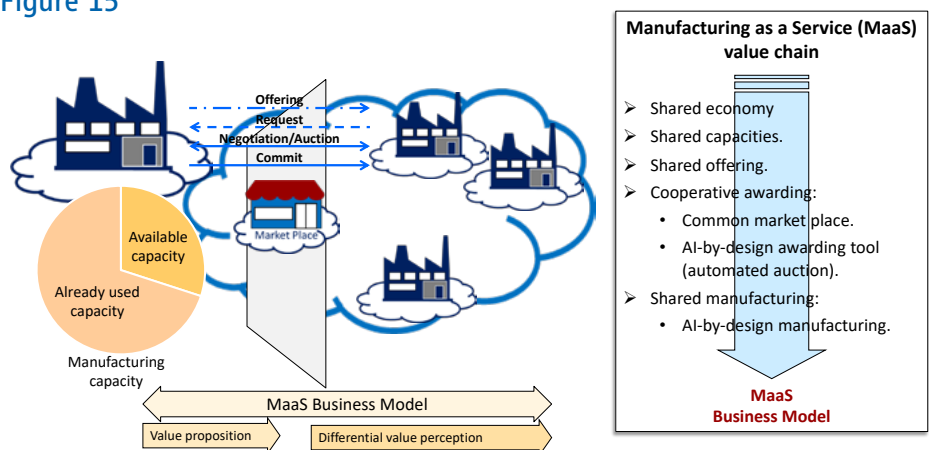 Figure 15
Offering
Request
Negotiation/Auction
Commit
Market Place
Available
capacity
Already used
capacity
Manufacturing
capacity
MaaS Business Model
Value proposition
Differential value perception
Manufacturing as a Service (MaaS)
value chain
➢ Shared economy
➢ Shared capacities.
➢ Shared offering.
➢ Cooperative awarding:
• Common market place.
• AI-by-design awarding tool
(automated auction).
➢ Shared manufacturing:
• AI-by-design manufacturing.
MaaS
Business Model